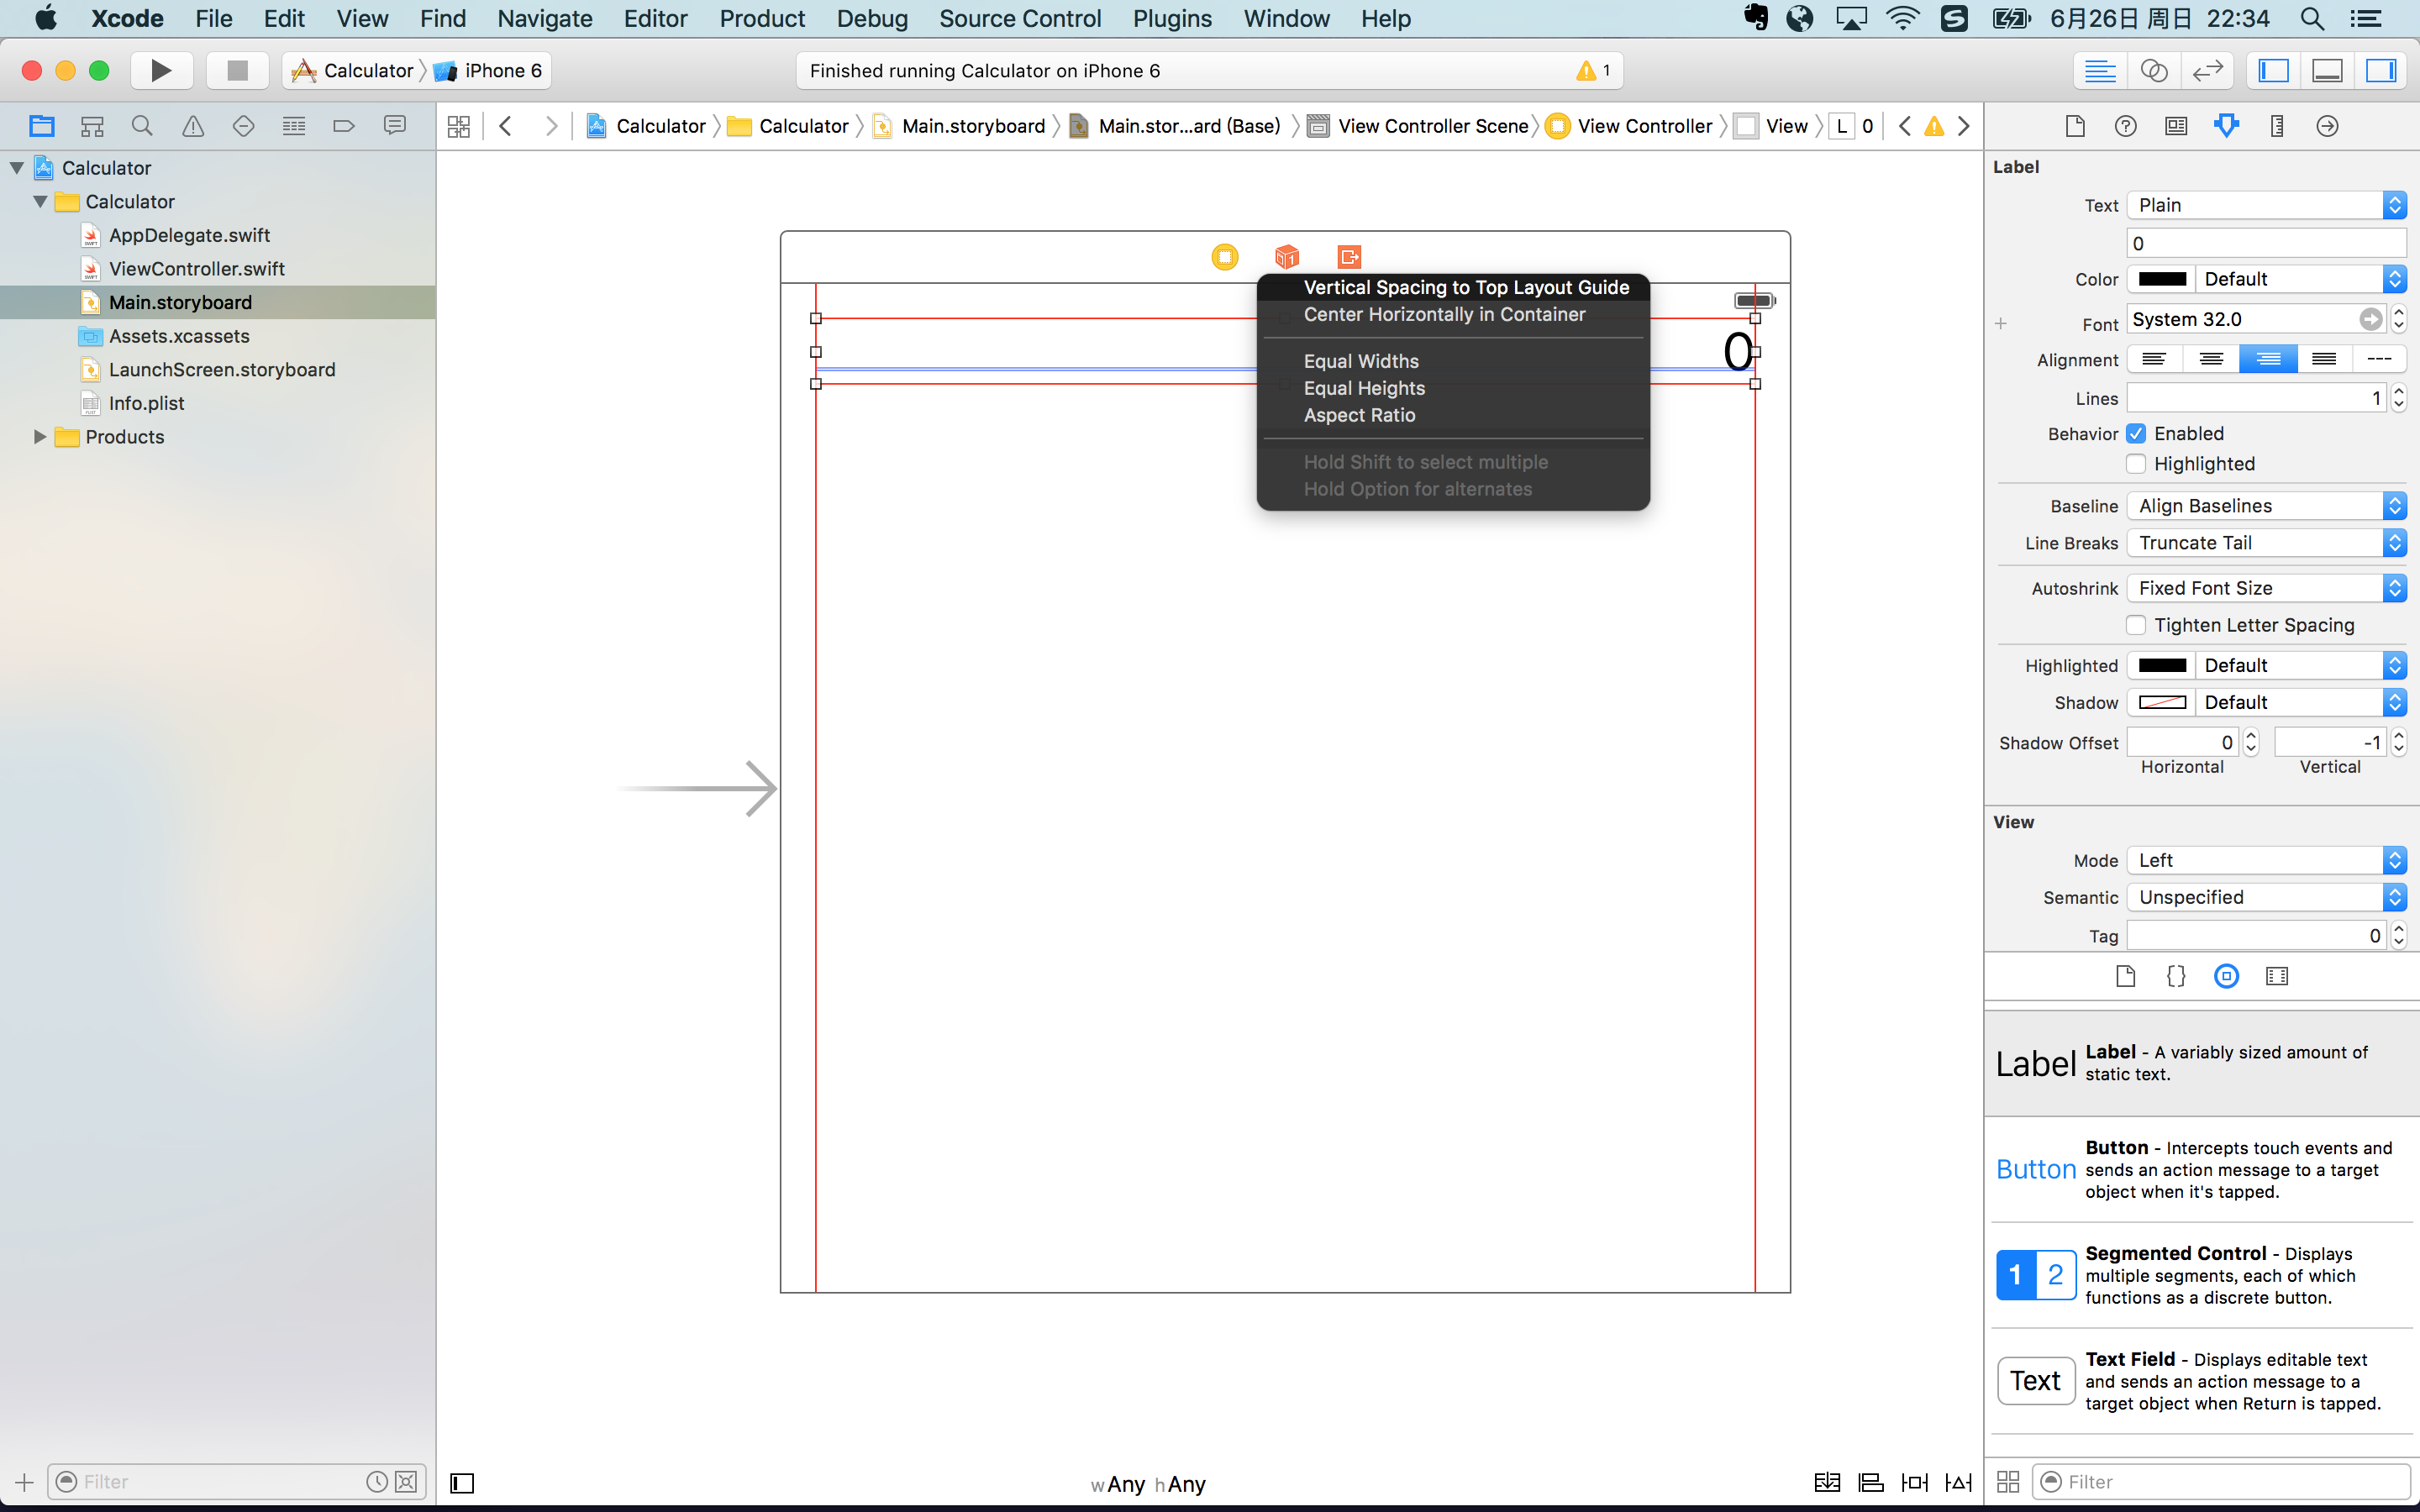 Xcode File Edit View Find Navigate Editor Product Debug Source Control Plugins Window Help 6月26日 周日 22:34
Calculator iPhone 6 Finished running Calculator on iPhone 6 1
Calculator Calculator Main.storyboard Main.stor...ard (Base) View Controller Scene View Controller View L 0
Calculator
Calculator
AppDelegate.swift
ViewController.swift
Main.storyboard
Assets.xcassets
LaunchScreen.storyboard
Info.plist
Products
Filter
Vertical Spacing to Top Layout Guide
Center Horizontally in Container
Equal Widths
Equal Heights
Aspect Ratio
Hold Shift to select multiple
Hold Option for alternates
0
wAny hAny
Label
Text Plain
0
Color Default
Font System 32.0
Alignment
Lines 1
Behavior Enabled
Highlighted
Baseline Align Baselines
Line Breaks Truncate Tail
Autoshrink Fixed Font Size
Tighten Letter Spacing
Highlighted Default
Shadow Default
Shadow Offset 0 -1
Horizontal Vertical
View
Mode Left
Semantic Unspecified
Tag 0
Label Label - A variably sized amount of
static text.
Button Button - Intercepts touch events and
sends an action message to a target
object when it's tapped.
1 2 Segmented Control - Displays
multiple segments, each of which
functions as a discrete button.
Text Text Field - Displays editable text
and sends an action message to a
target object when Return is tapped.
Filter